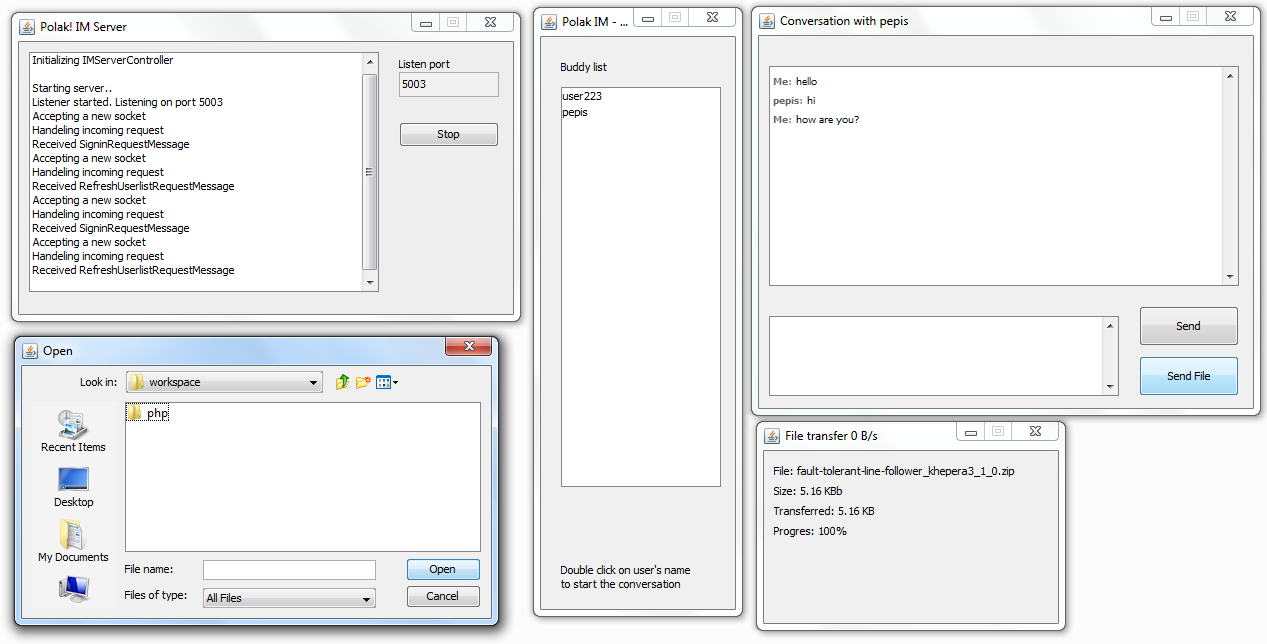 Polak! IM Server
Initializing IMServerController
Starting server..
Listener started. Listening on port 5003
Accepting a new socket
Handeling incoming request
Received SigninRequestMessage
Accepting a new socket
Handeling incoming request
Received RefreshUserlistRequestMessage
Accepting a new socket
Handeling incoming request
Received SigninRequestMessage
Accepting a new socket
Handeling incoming request
Received RefreshUserlistRequestMessage
Listen port
5003
Stop
Polak IM - ...
Buddy list
user223
pepis
Double click on user's name
to start the conversation
Conversation with pepis
Me: hello
pepis: hi
Me: how are you?
Send
Send File
Open
Look in:
workspace
php
Recent Items
Desktop
My Documents
File name:
Open
Files of type:
All Files
Cancel
File transfer 0 B/s
File: fault-tolerant-line-follower_khepera3_1_0.zip
Size: 5.16 KBb
Transferred: 5.16 KB
Progres: 100%